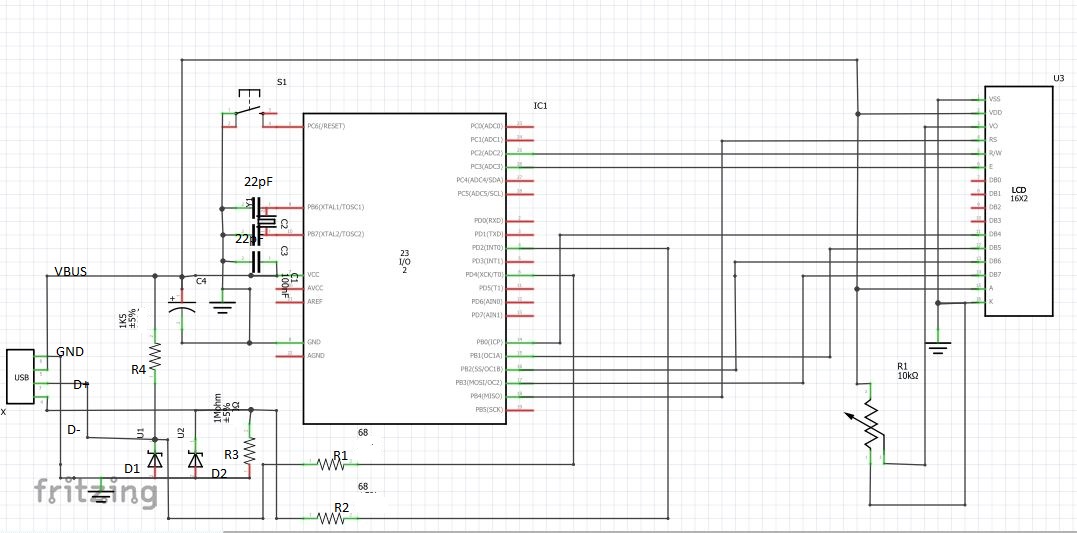 S1
IC1
U3
PC6(/RESET)
PC0(ADC0)
PC1(ADC1)
PC2(ADC2)
PC3(ADC3)
PC4(ADC4/SDA)
PC5(ADC5/SCL)
22pF
Y1
PB6(XTAL1/TOSC1)
C2
22pF
PB7(XTAL2/TOSC2)
C3
PD0(RXD)
PD1(TXD)
PD2(INT0)
PD3(INT1)
PD4(XCK/T0)
PD5(T1)
PD6(AIN0)
PD7(AIN1)
23
I/O
2
VBUS
C4
+
C1
100nF
VCC
AVCC
AREF
GND
AGND
PB0(ICP)
PB1(OC1A)
PB2(SS/OC1B)
PB3(MOSI/OC2)
PB4(MISO)
PB5(SCK)
VSS
VDD
VO
RS
R/W
E
DB0
DB1
DB2
DB3
DB4
DB5
DB6
DB7
A
K
LCD
16X2
1K5
±5%
R4
GND
USB
X
D+
D-
U1
U2
1Mohm
±5%
Ω
R3
D1
D2
68
R1
68
R2
R1
10kΩ
fritzing